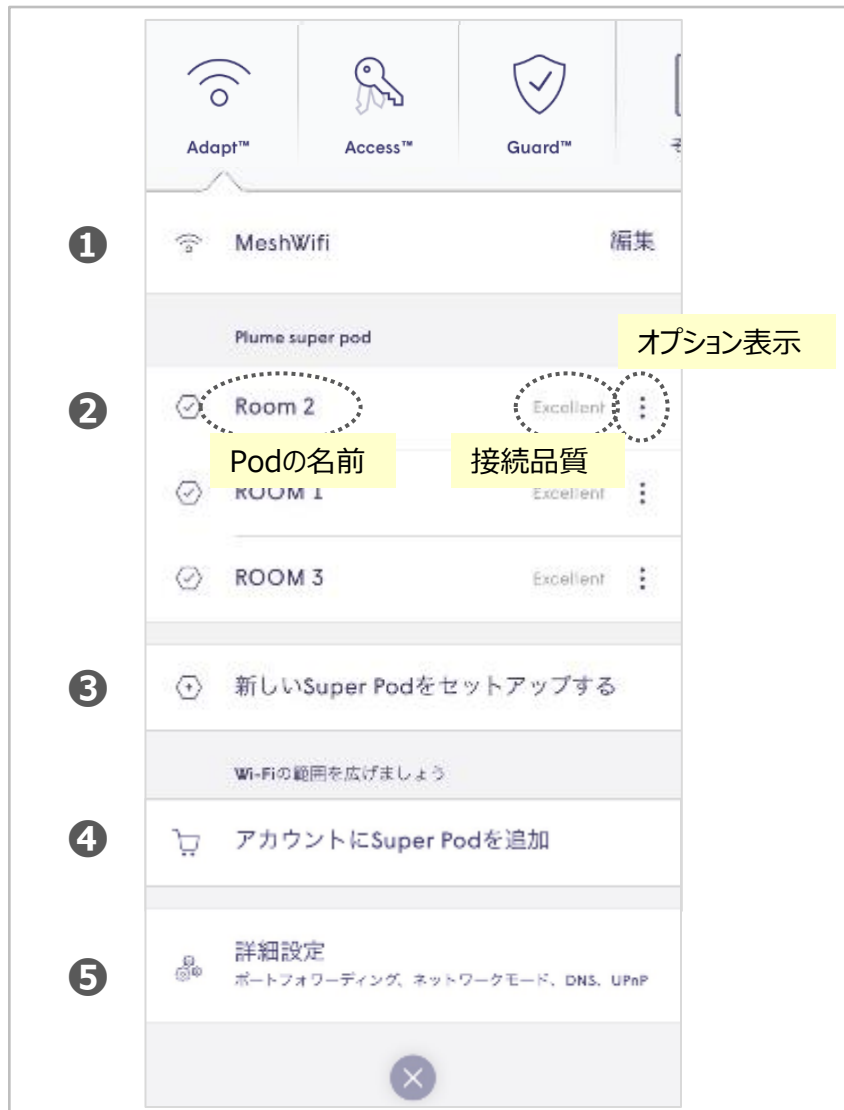 Adapt™ Access™ Guard™
❶ MeshWifi 編集
Plume super pod
オプション表示
❷ Room 2 Excellent
Podの名前 接続品質
ROOM 1 Excellent
ROOM 3 Excellent
❸ 新しいSuper Podをセットアップする
Wi-Fiの範囲を広げましょう
❹ アカウントにSuper Podを追加
❺ 詳細設定
ポートフォワーディング、ネットワークモード、DNS、UPnP